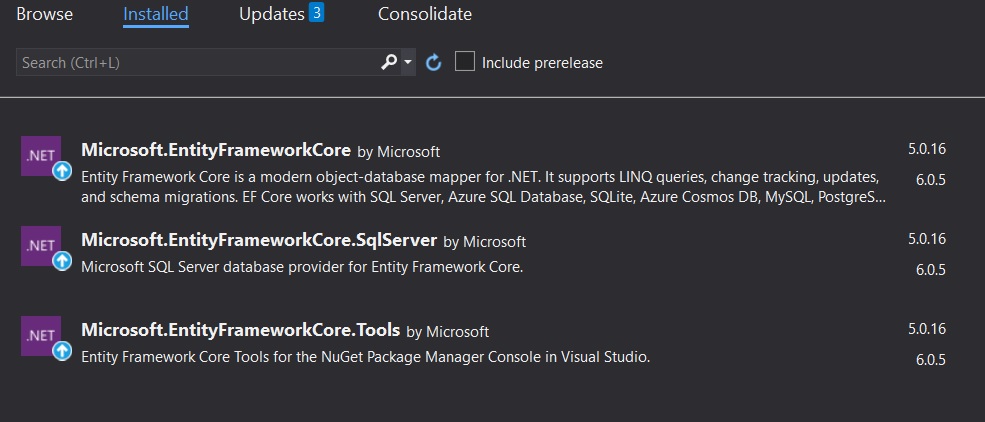 Browse Installed Updates 3 Consolidate
Search (Ctrl+L) Include prerelease
.NET Microsoft.EntityFrameworkCore by Microsoft 5.0.16
Entity Framework Core is a modern object-database mapper for .NET. It supports LINQ queries, change tracking, updates, 6.0.5
and schema migrations. EF Core works with SQL Server, Azure SQL Database, SQLite, Azure Cosmos DB, MySQL, PostgreS...
.NET Microsoft.EntityFrameworkCore.SqlServer by Microsoft 5.0.16
Microsoft SQL Server database provider for Entity Framework Core. 6.0.5
.NET Microsoft.EntityFrameworkCore.Tools by Microsoft 5.0.16
Entity Framework Core Tools for the NuGet Package Manager Console in Visual Studio. 6.0.5